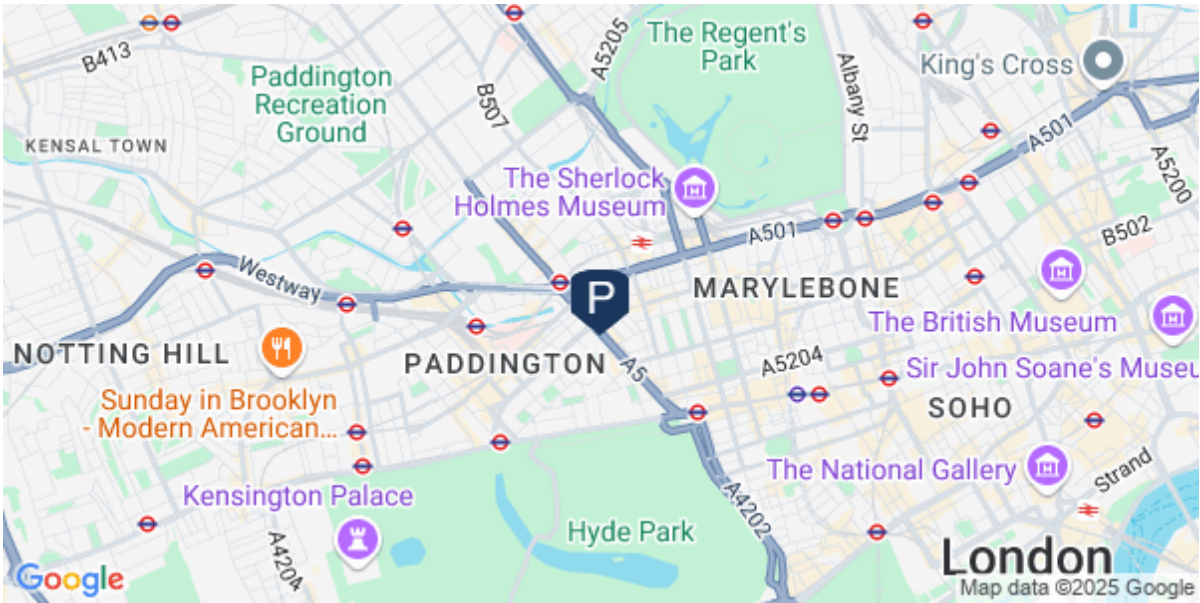 B413
A5205
The Regent's
Park
King's Cross
Paddington
Recreation
Ground
B507
Albany St
A501
KENSAL TOWN
A5200
The Sherlock
Holmes Museum
A501
B502
Westway
MARYLEBONE
The British Museum
P
NOTTING HILL
PADDINGTON
A5
A5204
Sir John Soane's Museu
Sunday in Brooklyn
- Modern American...
SOHO
The National Gallery
Strand
Kensington Palace
A4202
Hyde Park
A4204
London
Google
Map data ©2025 Google